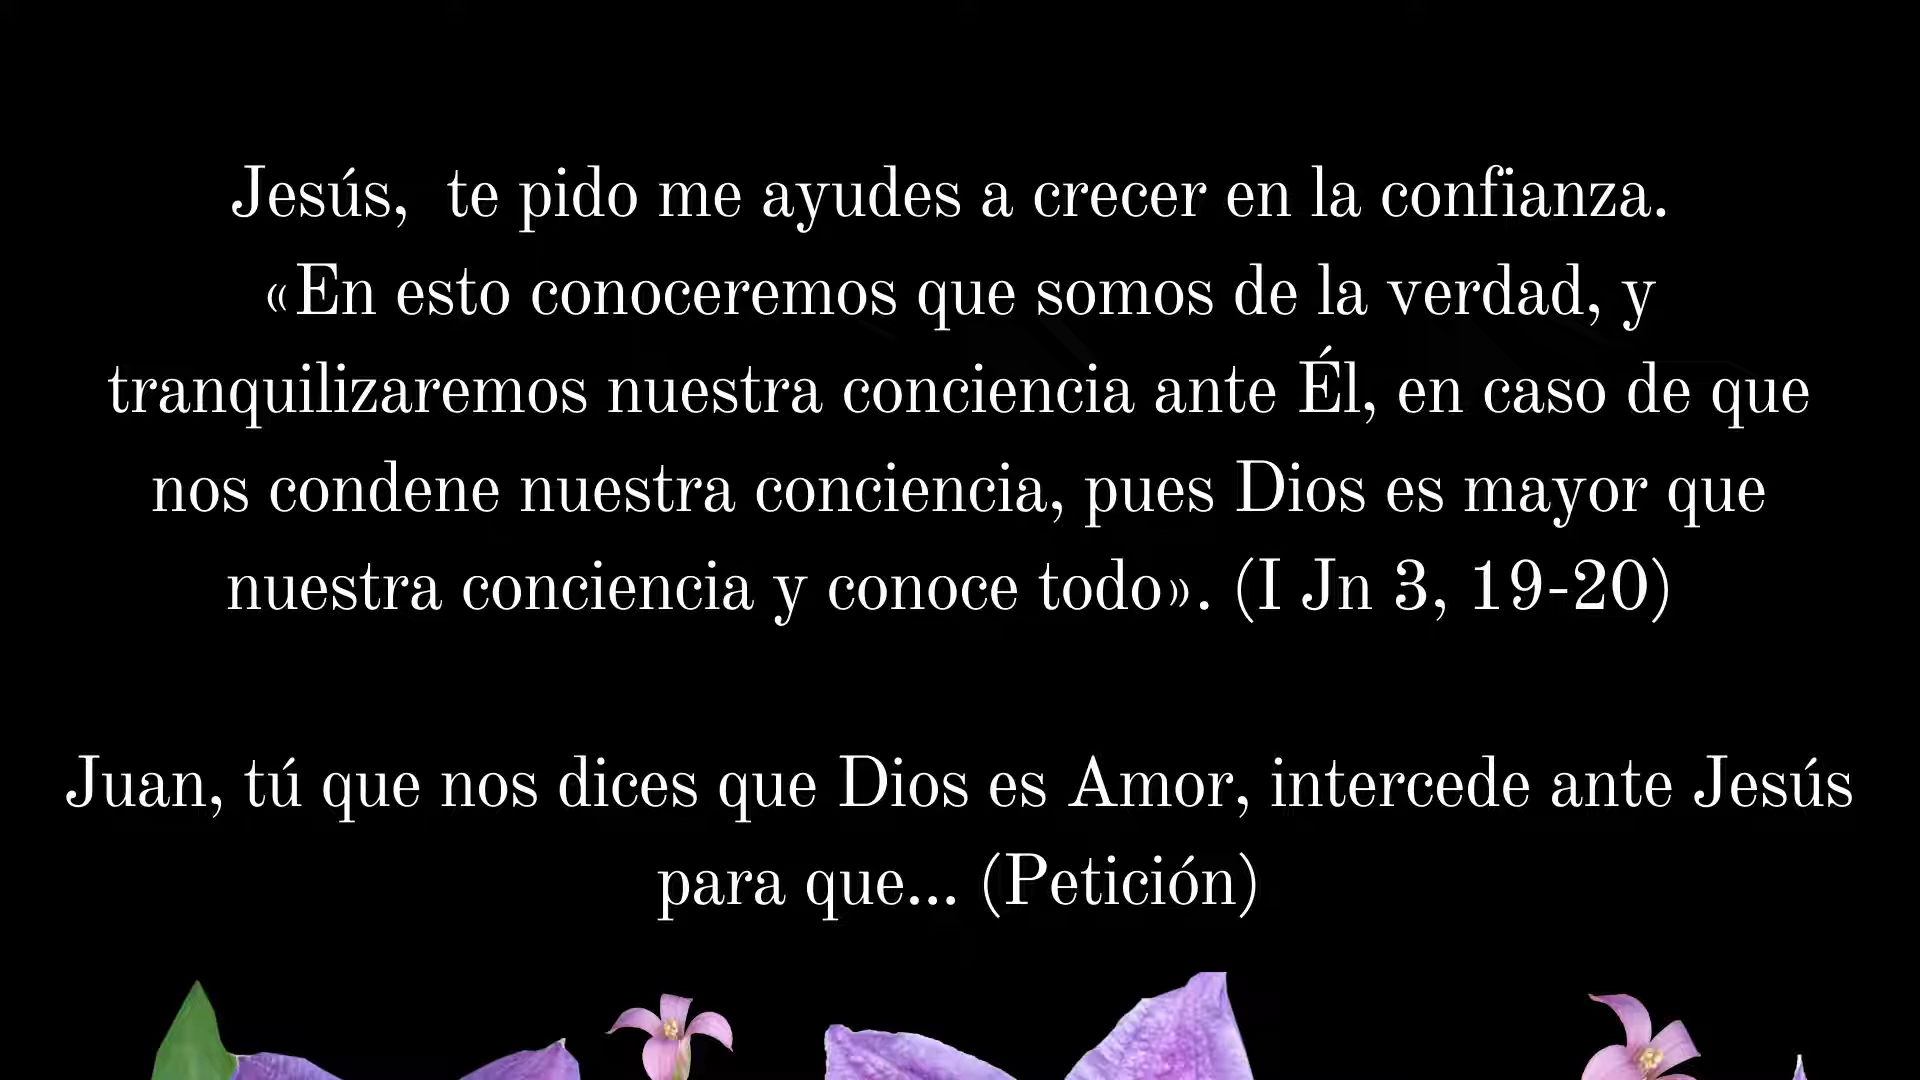 Jesús,  te pido me ayudes a crecer en la confianza.
«En esto conoceremos que somos de la verdad, y
tranquilizaremos nuestra conciencia ante Él, en caso de que
nos condene nuestra conciencia, pues Dios es mayor que
nuestra conciencia y conoce todo». (I Jn 3, 19-20)
Juan, tú que nos dices que Dios es Amor, intercede ante Jesús
para que... (Petición)